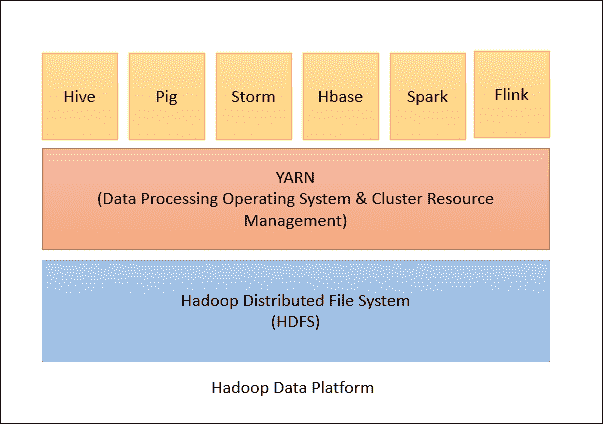 Hive
Pig
Storm
Hbase
Spark
Flink
YARN
(Data Processing Operating System & Cluster Resource
Management)
Hadoop Distributed File System
(HDFS)
Hadoop Data Platform